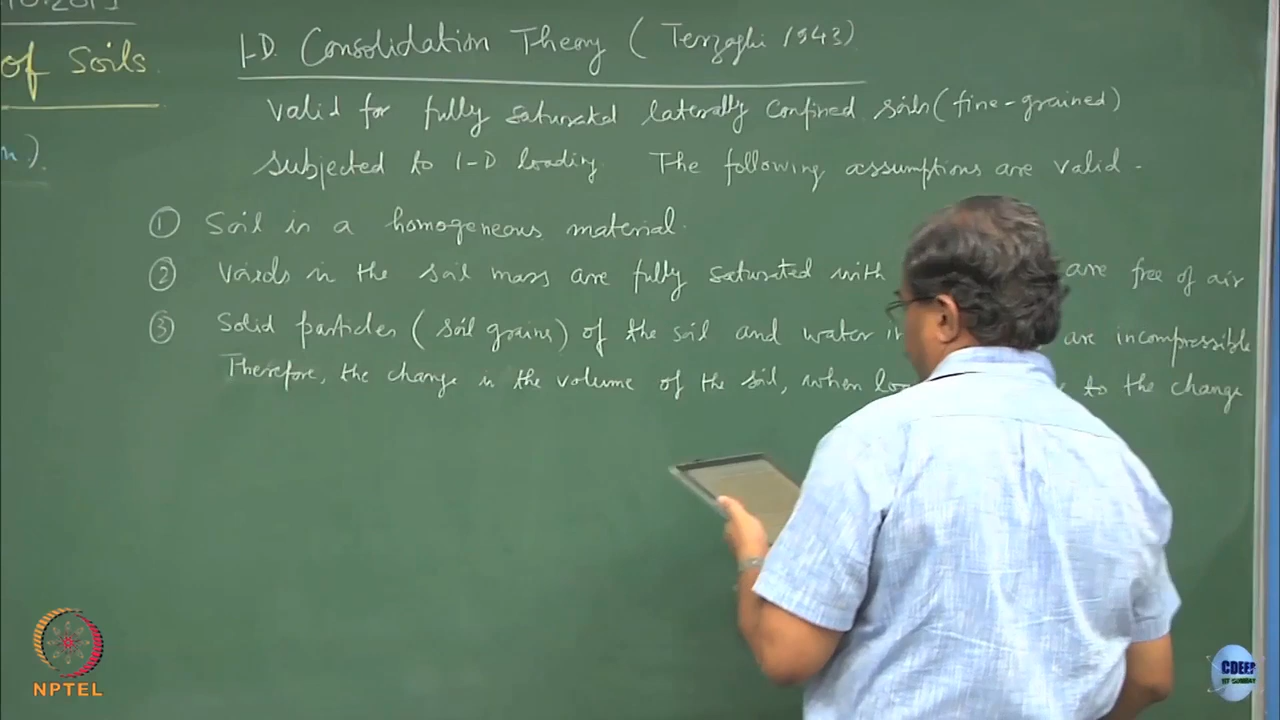 of Soils.
1-D. Consolidation Theory (Terzaghi 1943)
Valid for fully saturated laterally confined soils (fine-grained)
subjected to 1-D loading. The following assumptions are valid -
① Soil is a homogeneous material.
② Voids in the soil mass are fully saturated with are free of air
③ Solid particles (soil grains) of the soil and water in are incompressible
Therefore, the change in the volume of the soil, when to the change
NPTEL
CDEEP
IIT BOMBAY